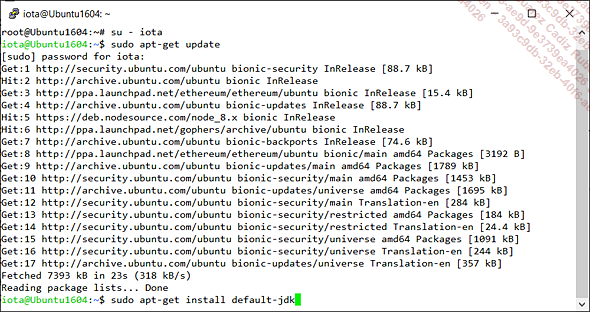 iota@Ubuntu1604: ~
root@Ubuntu1604:~# su - iota
iota@Ubuntu1604:~$ sudo apt-get update
[sudo] password for iota:
Get:1 http://security.ubuntu.com/ubuntu bionic-security InRelease [88.7 kB]
Hit:2 http://archive.ubuntu.com/ubuntu bionic InRelease
Get:3 http://ppa.launchpad.net/ethereum/ethereum/ubuntu bionic InRelease [15.4 kB]
Get:4 http://archive.ubuntu.com/ubuntu bionic-updates InRelease [88.7 kB]
Hit:5 https://deb.nodesource.com/node_8.x bionic InRelease
Hit:6 http://ppa.launchpad.net/gophers/archive/ubuntu bionic InRelease
Get:7 http://archive.ubuntu.com/ubuntu bionic-backports InRelease [74.6 kB]
Get:8 http://ppa.launchpad.net/ethereum/ethereum/ubuntu bionic/main amd64 Packages [3192 B]
Get:9 http://archive.ubuntu.com/ubuntu bionic-updates/main amd64 Packages [1789 kB]
Get:10 http://security.ubuntu.com/ubuntu bionic-security/main amd64 Packages [1453 kB]
Get:11 http://archive.ubuntu.com/ubuntu bionic-updates/universe amd64 Packages [1695 kB]
Get:12 http://security.ubuntu.com/ubuntu bionic-security/main Translation-en [284 kB]
Get:13 http://security.ubuntu.com/ubuntu bionic-security/restricted amd64 Packages [184 kB]
Get:14 http://security.ubuntu.com/ubuntu bionic-security/restricted Translation-en [24.4 kB]
Get:15 http://security.ubuntu.com/ubuntu bionic-security/universe amd64 Packages [1091 kB]
Get:16 http://security.ubuntu.com/ubuntu bionic-security/universe Translation-en [244 kB]
Get:17 http://archive.ubuntu.com/ubuntu bionic-updates/universe Translation-en [357 kB]
Fetched 7393 kB in 23s (318 kB/s)
Reading package lists... Done
iota@Ubuntu1604:~$ sudo apt-get install default-jdk